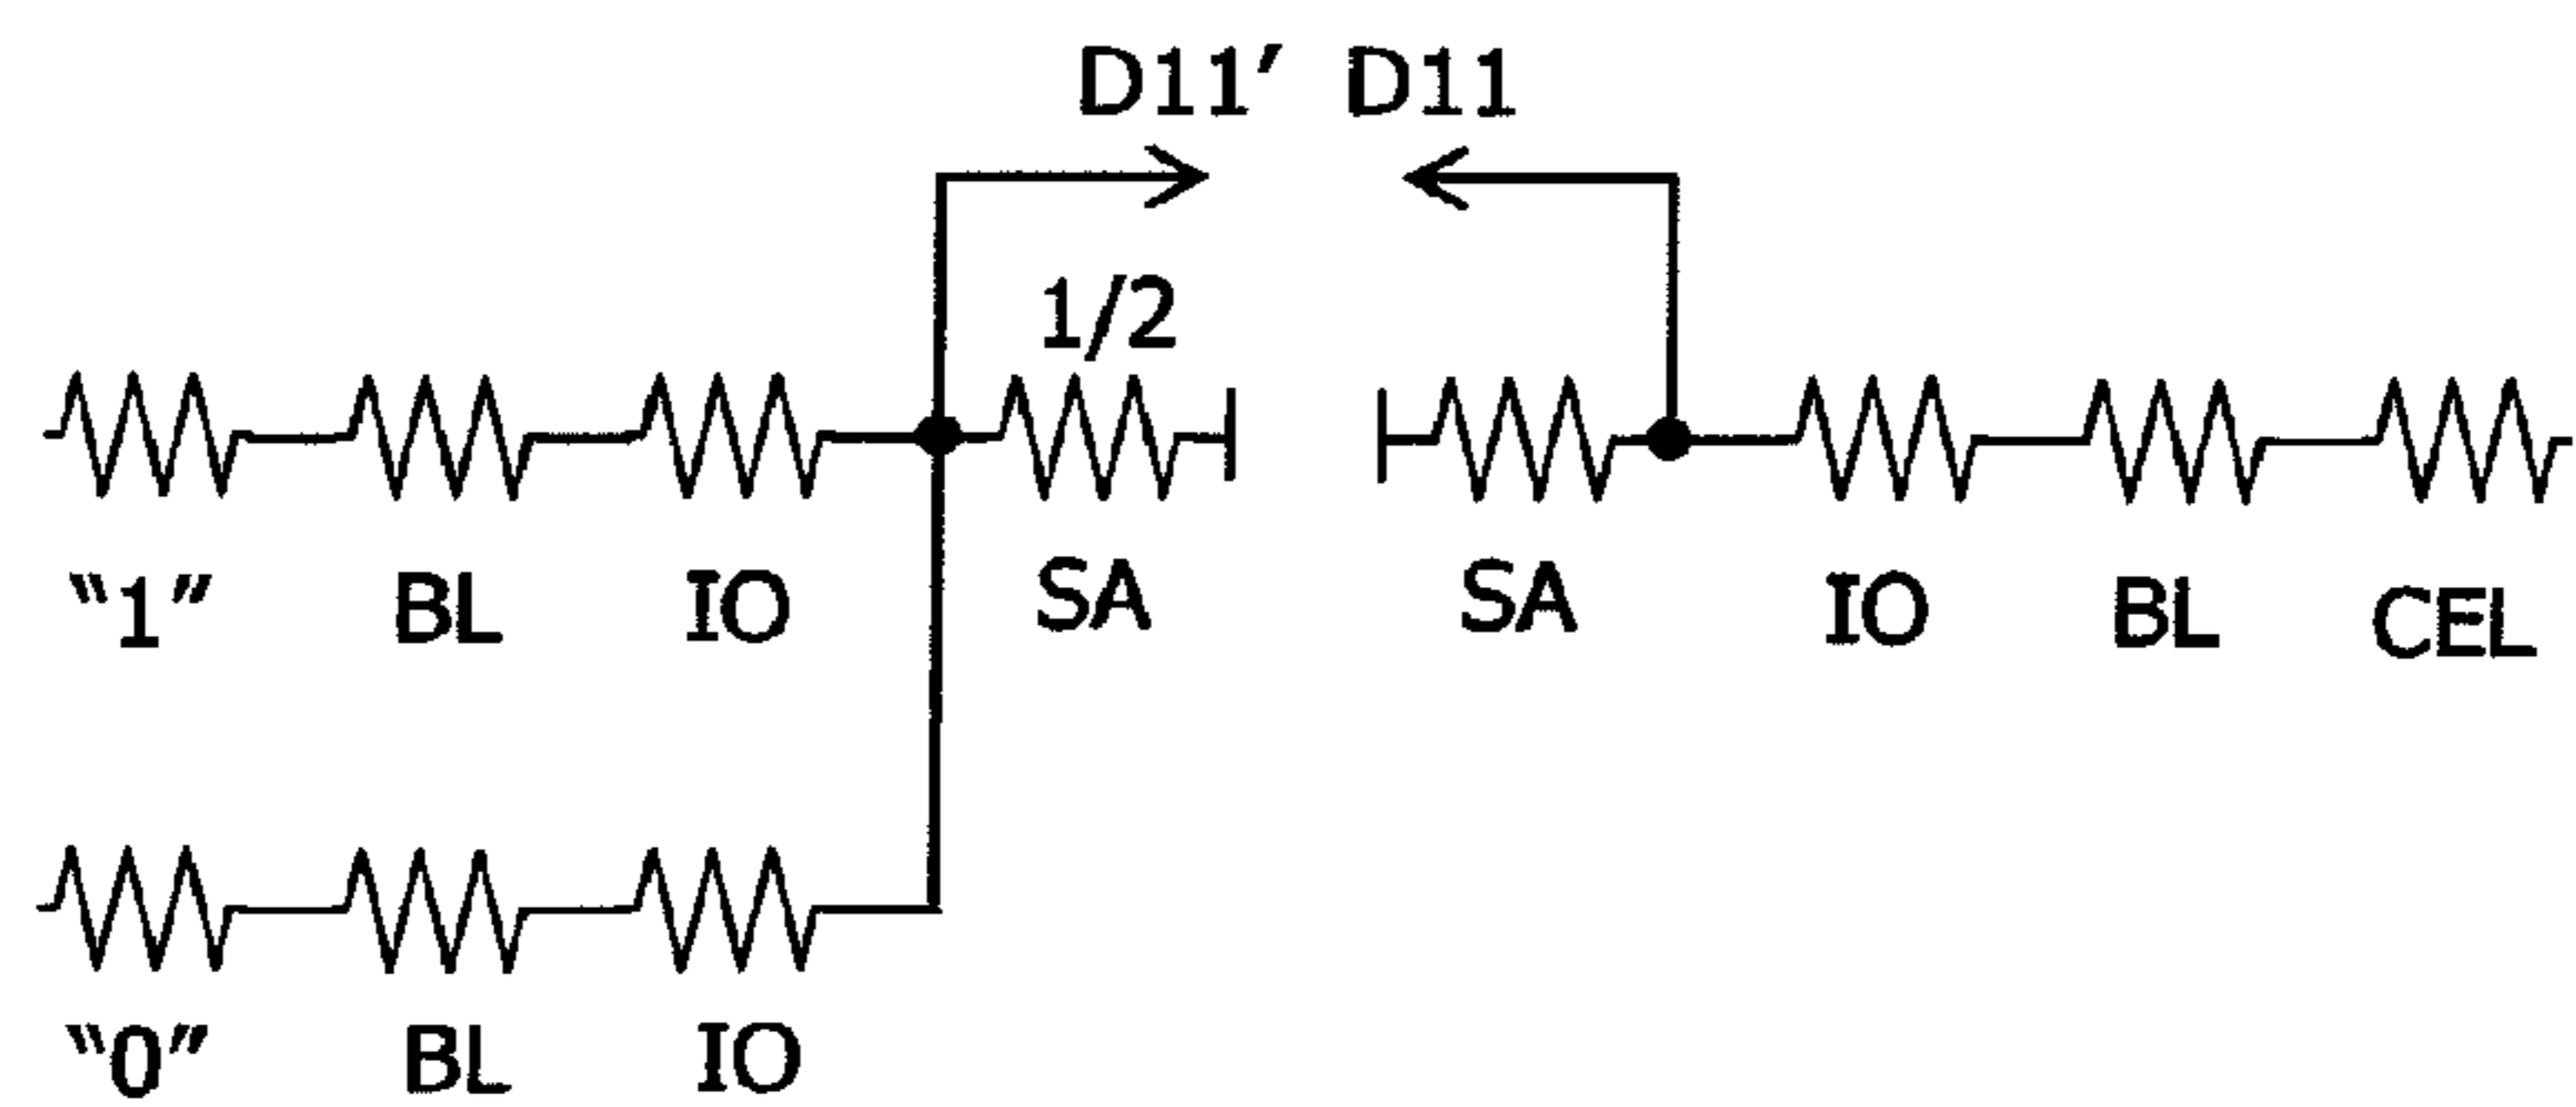 D11′ D11
1/2
“1” BL IO SA SA IO BL CEL
“0” BL IO